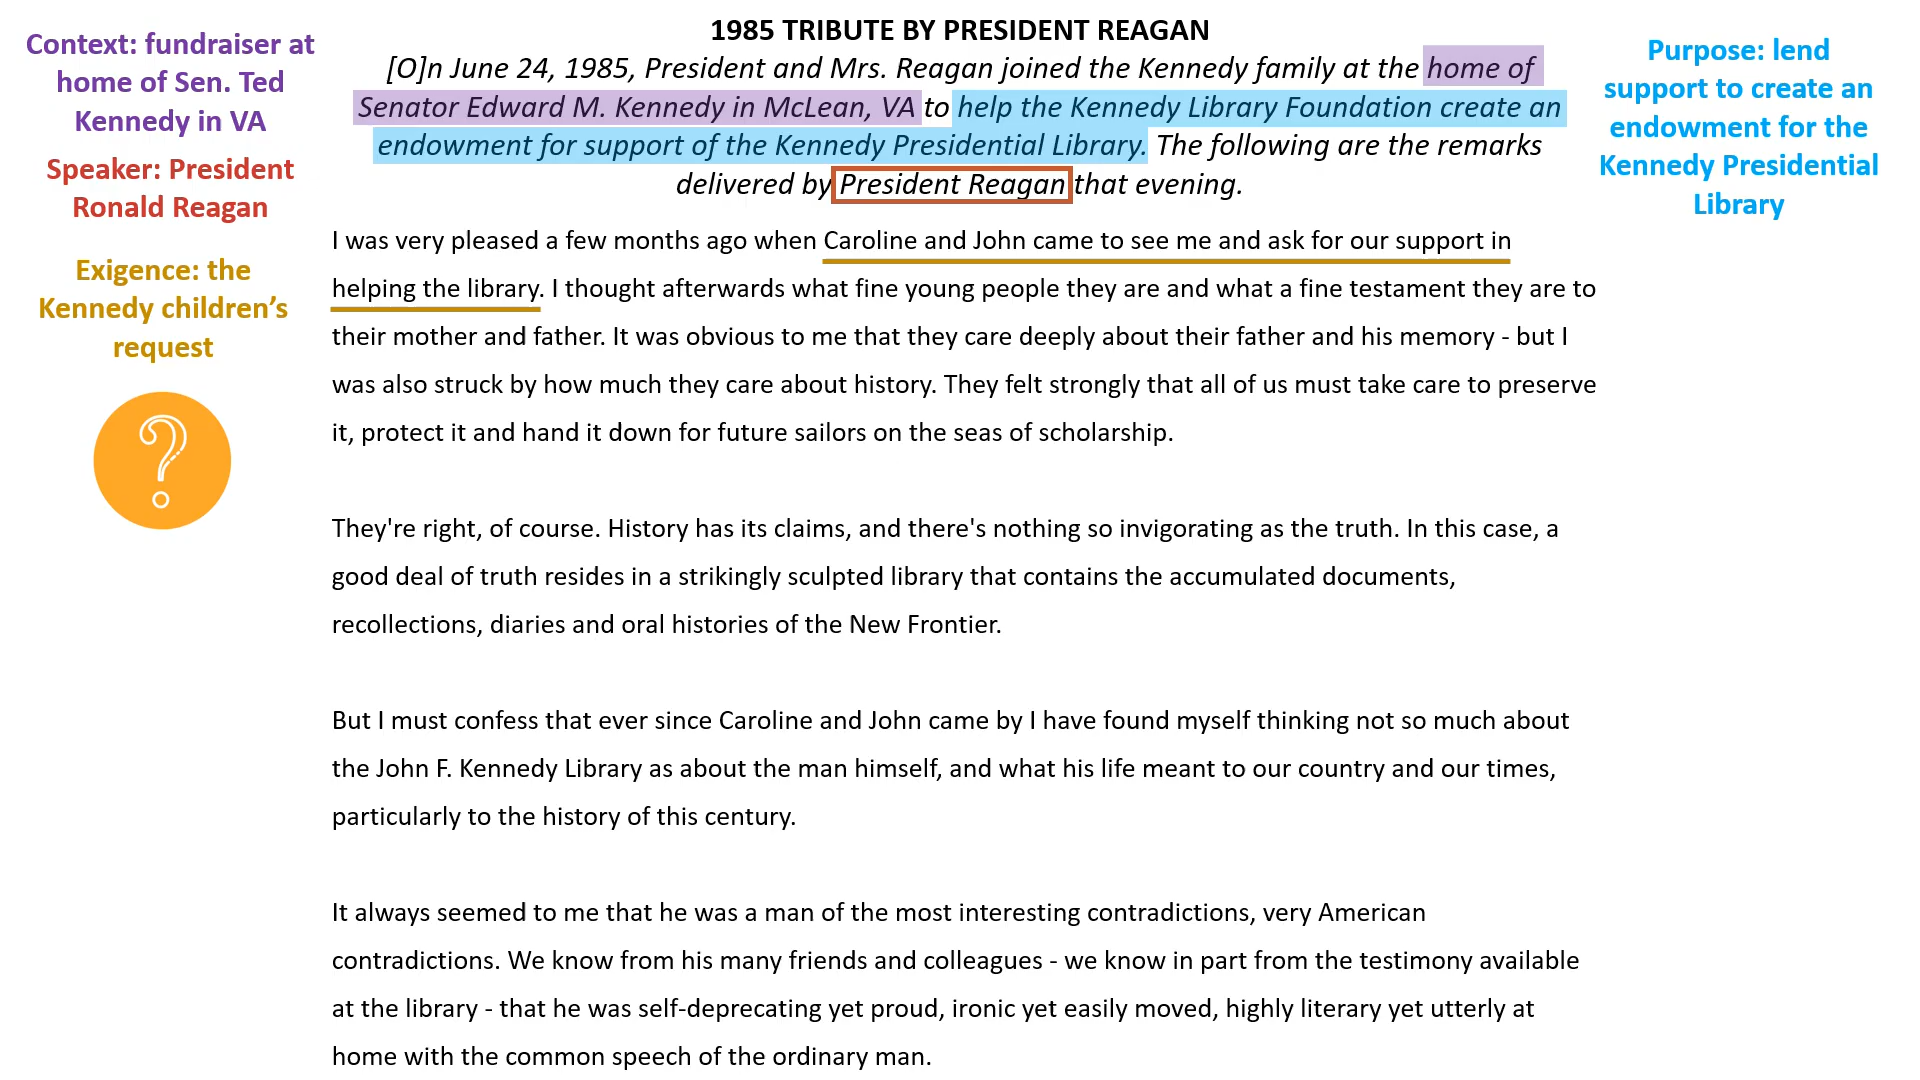 Context: fundraiser at
home of Sen. Ted
Kennedy in VA
Speaker: President
Ronald Reagan
Exigence: the
Kennedy children’s
request
?
1985 TRIBUTE BY PRESIDENT REAGAN
[O]n June 24, 1985, President and Mrs. Reagan joined the Kennedy family at the home of
Senator Edward M. Kennedy in McLean, VA to help the Kennedy Library Foundation create an
endowment for support of the Kennedy Presidential Library. The following are the remarks
delivered by President Reagan that evening.
I was very pleased a few months ago when Caroline and John came to see me and ask for our support in
helping the library. I thought afterwards what fine young people they are and what a fine testament they are to
their mother and father. It was obvious to me that they care deeply about their father and his memory - but I
was also struck by how much they care about history. They felt strongly that all of us must take care to preserve
it, protect it and hand it down for future sailors on the seas of scholarship.
They're right, of course. History has its claims, and there's nothing so invigorating as the truth. In this case, a
good deal of truth resides in a strikingly sculpted library that contains the accumulated documents,
recollections, diaries and oral histories of the New Frontier.
But I must confess that ever since Caroline and John came by I have found myself thinking not so much about
the John F. Kennedy Library as about the man himself, and what his life meant to our country and our times,
particularly to the history of this century.
It always seemed to me that he was a man of the most interesting contradictions, very American
contradictions. We know from his many friends and colleagues - we know in part from the testimony available
at the library - that he was self-deprecating yet proud, ironic yet easily moved, highly literary yet utterly at
home with the common speech of the ordinary man.
Purpose: lend
support to create an
endowment for the
Kennedy Presidential
Library